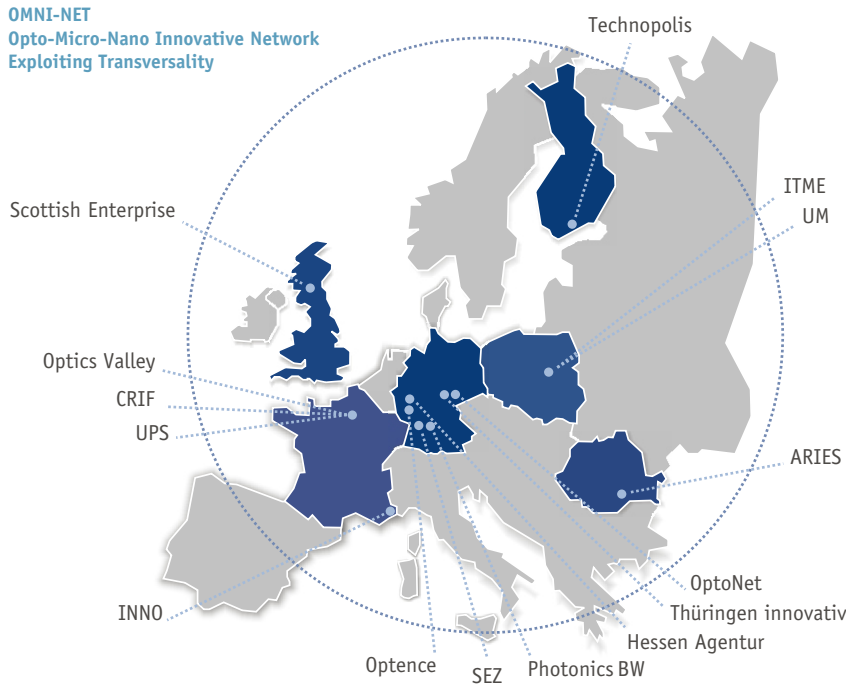 OMNI-NET
Opto-Micro-Nano Innovative Network
Exploiting Transversality
Technopolis
ITME
UM
Scottish Enterprise
Optics Valley
CRIF
UPS
ARIES
OptoNet
Thüringen innovativ
INNO
Hessen Agentur
Optence
SEZ
Photonics BW